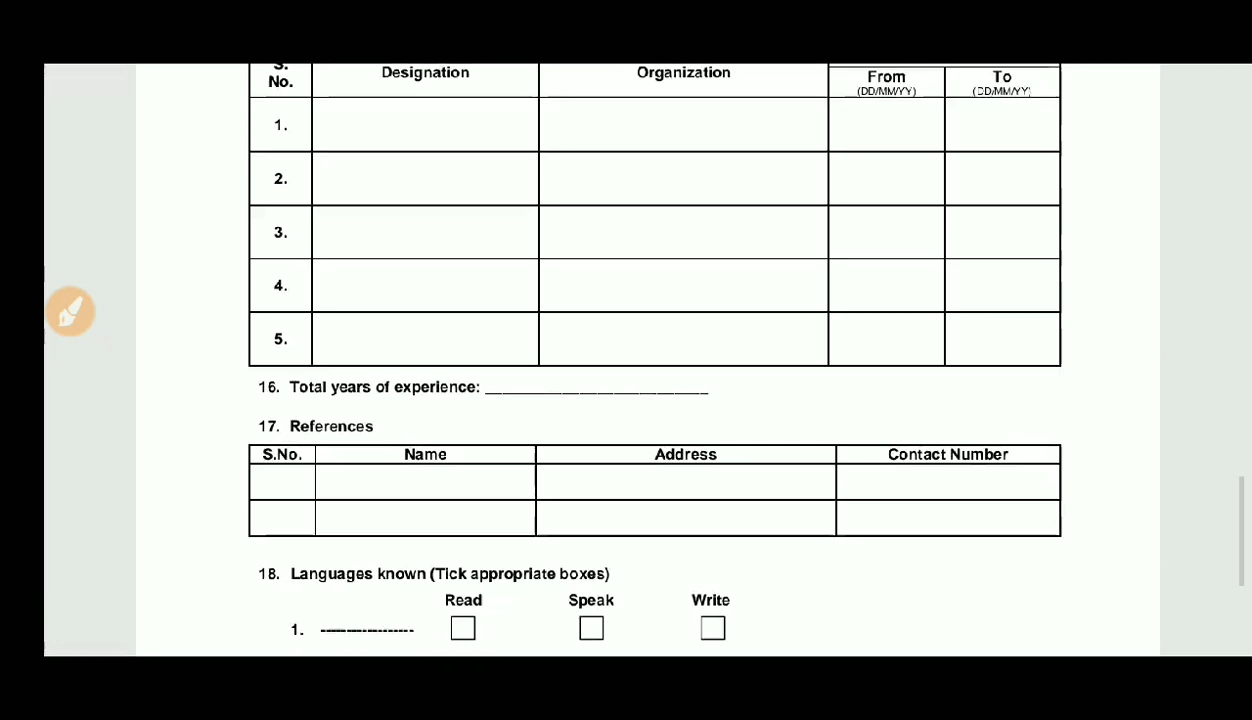 S.
No.
Designation
Organization
From
To
(DD/MM/YY)
(DD/MM/YY)
1.
2.
3.
4.
5.
16. Total years of experience: __________________________
17. References
S.No. Name Address Contact Number
18. Languages known (Tick appropriate boxes)
Read Speak Write
1. ------------------